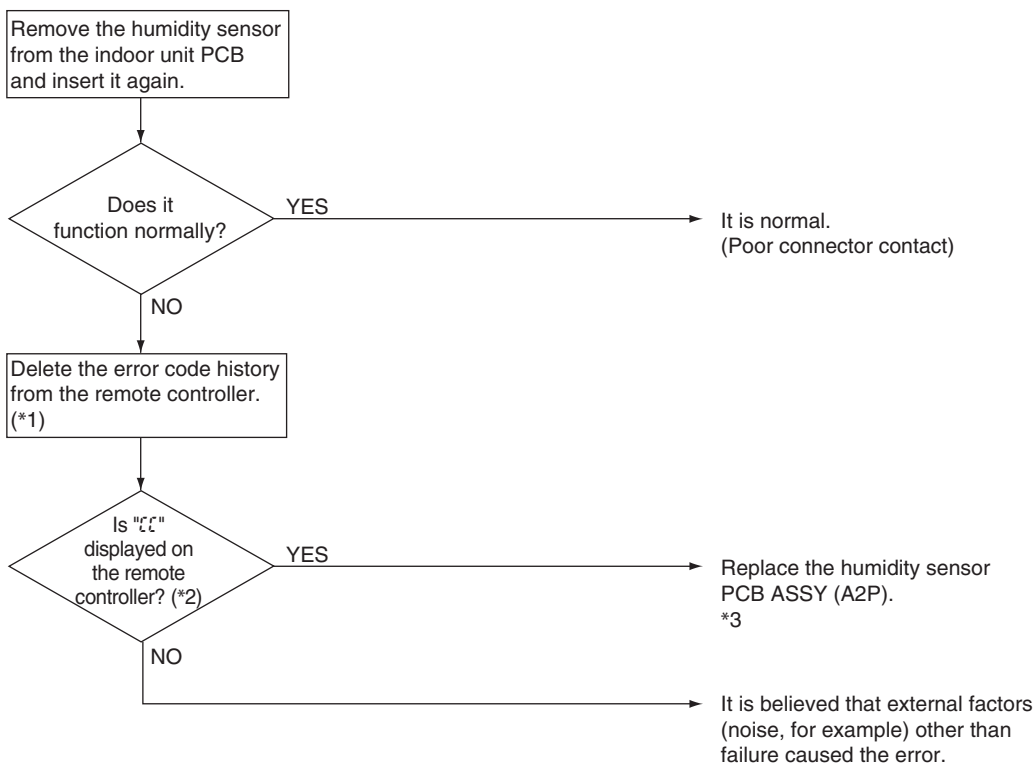 Remove the humidity sensor
from the indoor unit PCB
and insert it again.
Does it
function normally?
YES
It is normal.
(Poor connector contact)
NO
Delete the error code history
from the remote controller.
(*1)
Is "CC"
displayed on
the remote
controller? (*2)
YES
Replace the humidity sensor
PCB ASSY (A2P).
*3
NO
It is believed that external factors
(noise, for example) other than
failure caused the error.